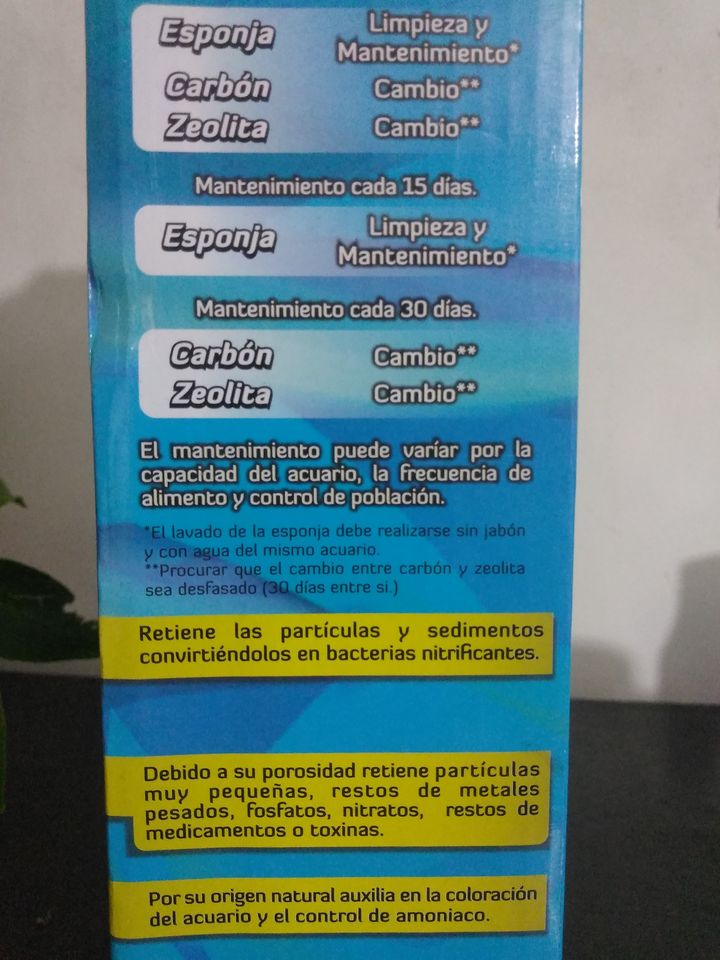 Esponja Limpieza y
Mantenimiento*
Carbón Cambio**
Zeolita Cambio**
Mantenimiento cada 15 días.
Esponja Limpieza y
Mantenimiento*
Mantenimiento cada 30 días.
Carbón Cambio**
Zeolita Cambio**
El mantenimiento puede varíar por la
capacidad del acuario, la frecuencia de
alimento y control de población.
*El lavado de la esponja debe realizarse sin jabón
y con agua del mismo acuario.
**Procurar que el cambio entre carbón y zeolita
sea desfasado (30 días entre si.)
Retiene las partículas y sedimentos
convirtiéndolos en bacterias nitrificantes.
Debido a su porosidad retiene partículas
muy pequeñas, restos de metales
pesados, fosfatos, nitratos, restos de
medicamentos o toxinas.
Por su origen natural auxilia en la coloración
del acuario y el control de amoniaco.